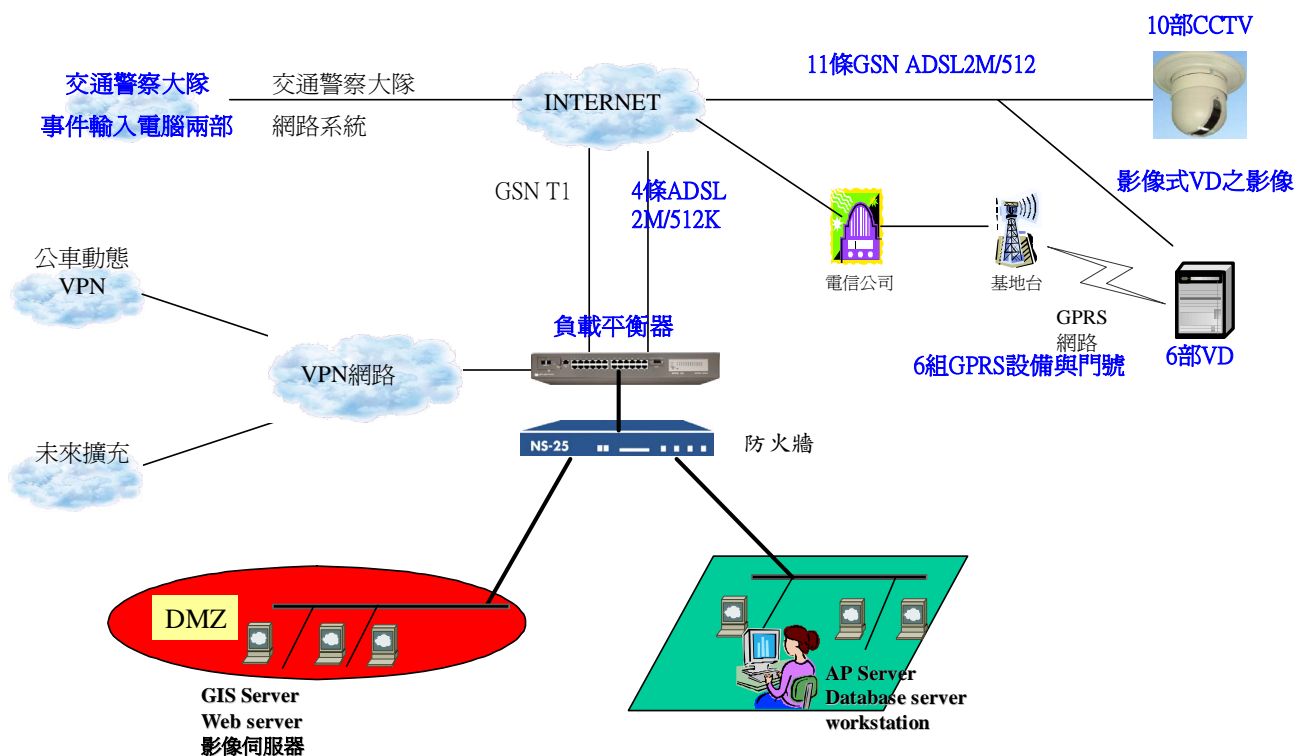 10部CCTV
11條GSN ADSL2M/512
交通警察大隊
事件輸入電腦兩部
交通警察大隊
網路系統
INTERNET
GSN T1
4條ADSL
2M/512K
影像式VD之影像
電信公司
基地台
GPRS
網路
6組GPRS設備與門號
6部VD
公車動態
VPN
負載平衡器
VPN網路
未來擴充
NS-25
防火牆
DMZ
GIS Server
Web server
影像伺服器
AP Server
Database server
workstation